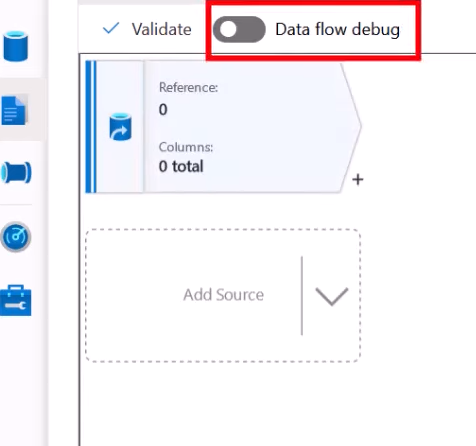 Validate
Data flow debug
Reference:
0
Columns:
0 total
+
Add Source